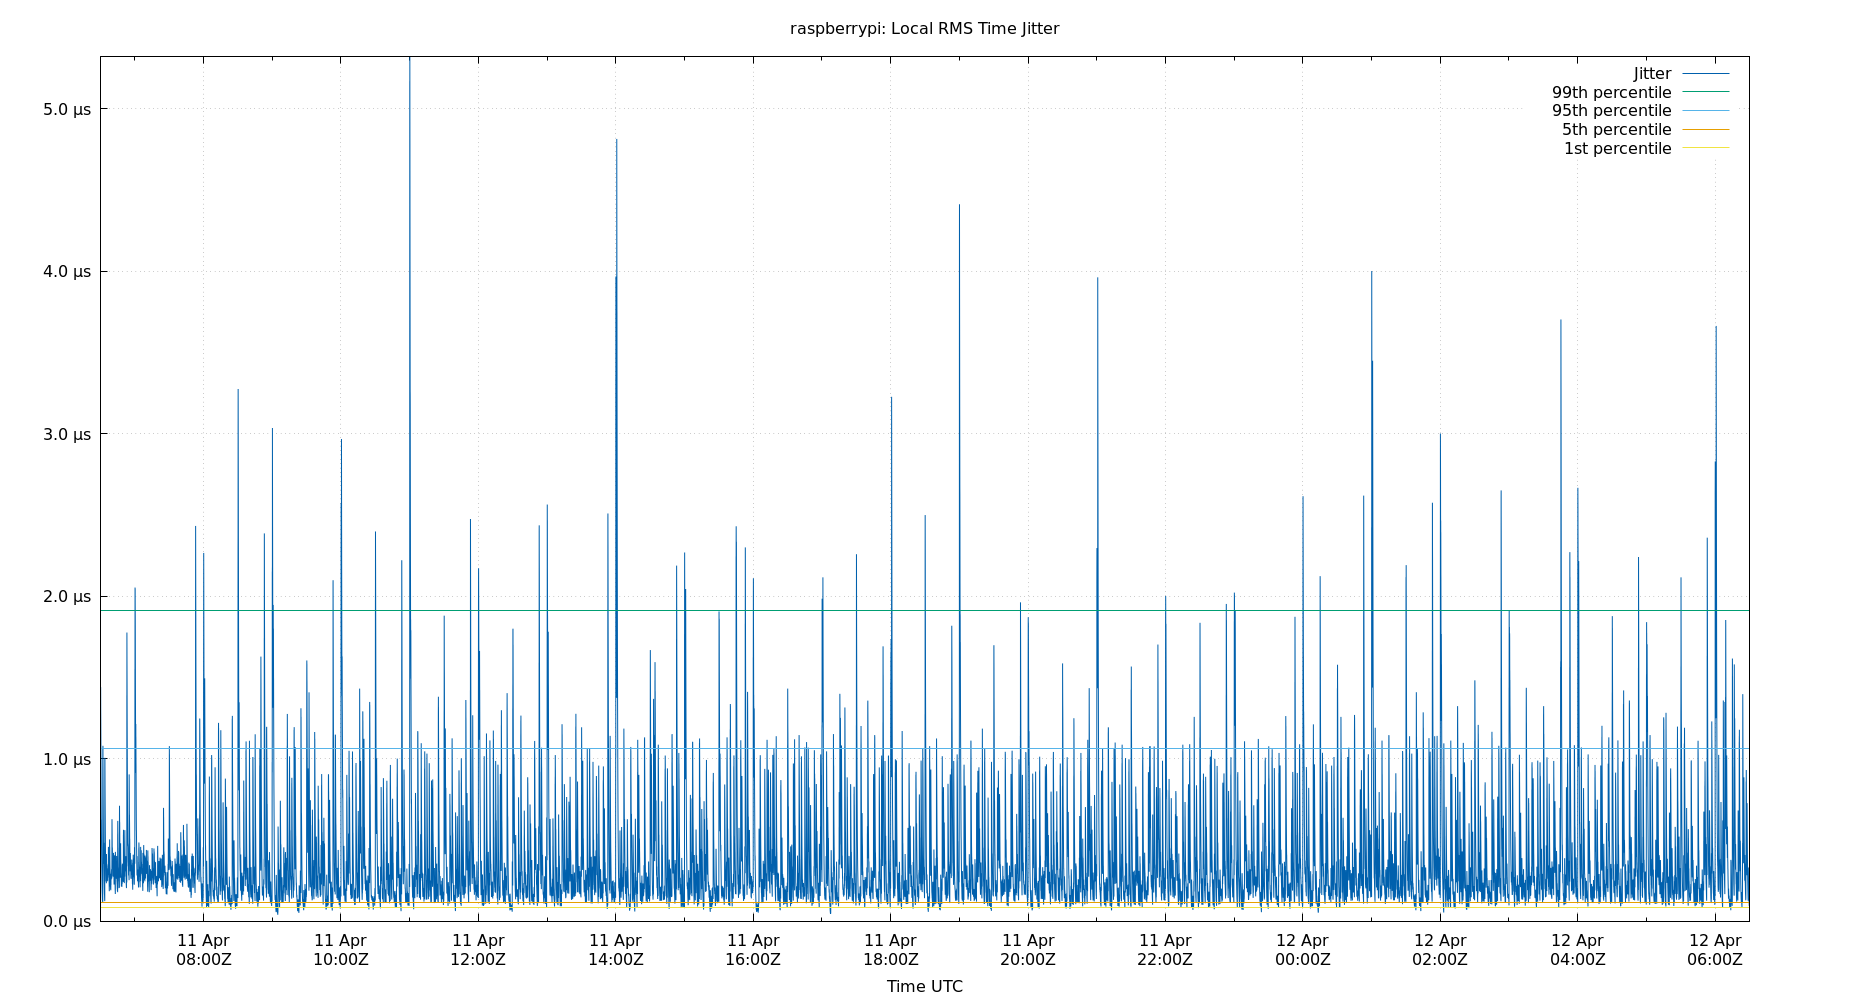 raspberrypi: Local RMS Time Jitter
Jitter
99th percentile
95th percentile
5th percentile
1st percentile
5.0 µs
4.0 µs
3.0 µs
2.0 µs
1.0 µs
0.0 µs
11 Apr 11 Apr 11 Apr 11 Apr 11 Apr 11 Apr 11 Apr 11 Apr 12 Apr 12 Apr 12 Apr 12 Apr
08:00Z 10:00Z 12:00Z 14:00Z 16:00Z 18:00Z 20:00Z 22:00Z 00:00Z 02:00Z 04:00Z 06:00Z
Time UTC